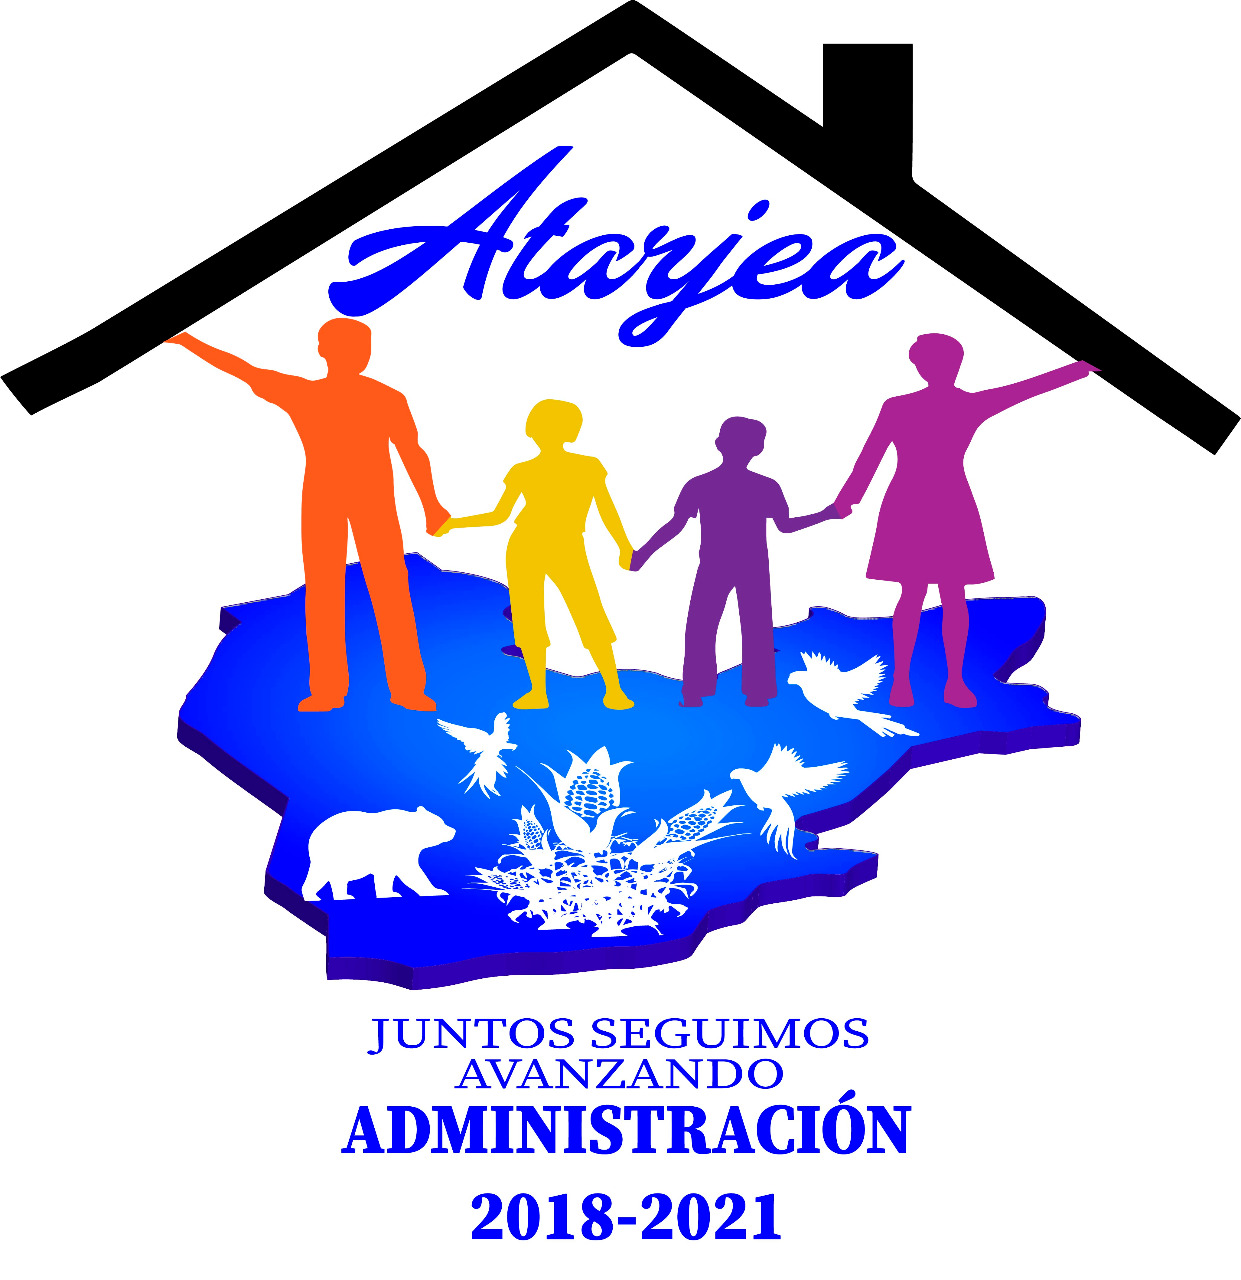 Atarjea
JUNTOS SEGUIMOS
AVANZANDO
ADMINISTRACIÓN
2018-2021